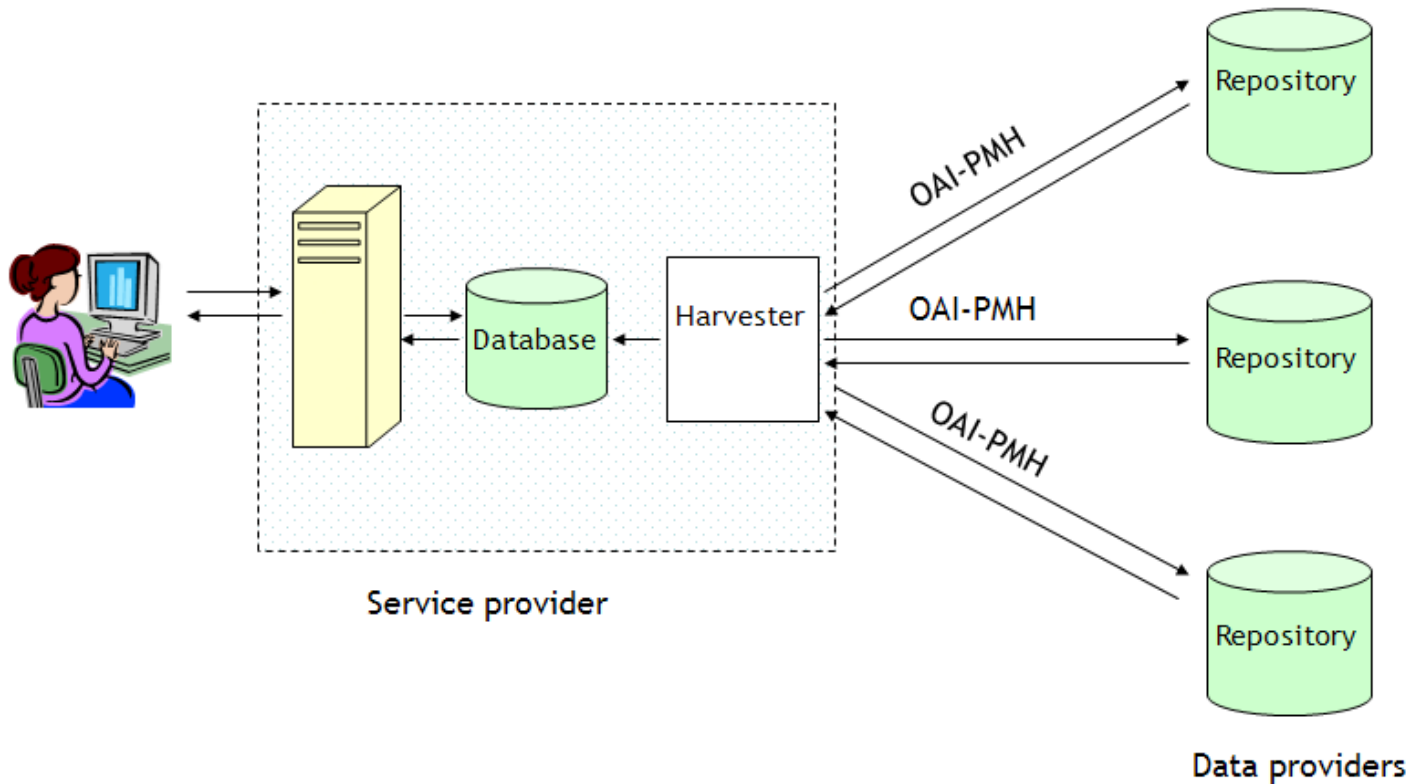 Repository
OAI-PMH
Harvester
OAI-PMH
Database
Repository
OAI-PMH
Service provider
Repository
Data providers